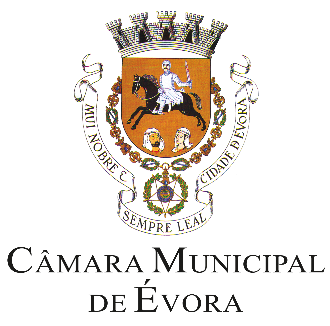 MUI NOBRE E
SEMPRE LEAL
CIDADE D'ÉVORA
CÂMARA MUNICIPAL
DE ÉVORA